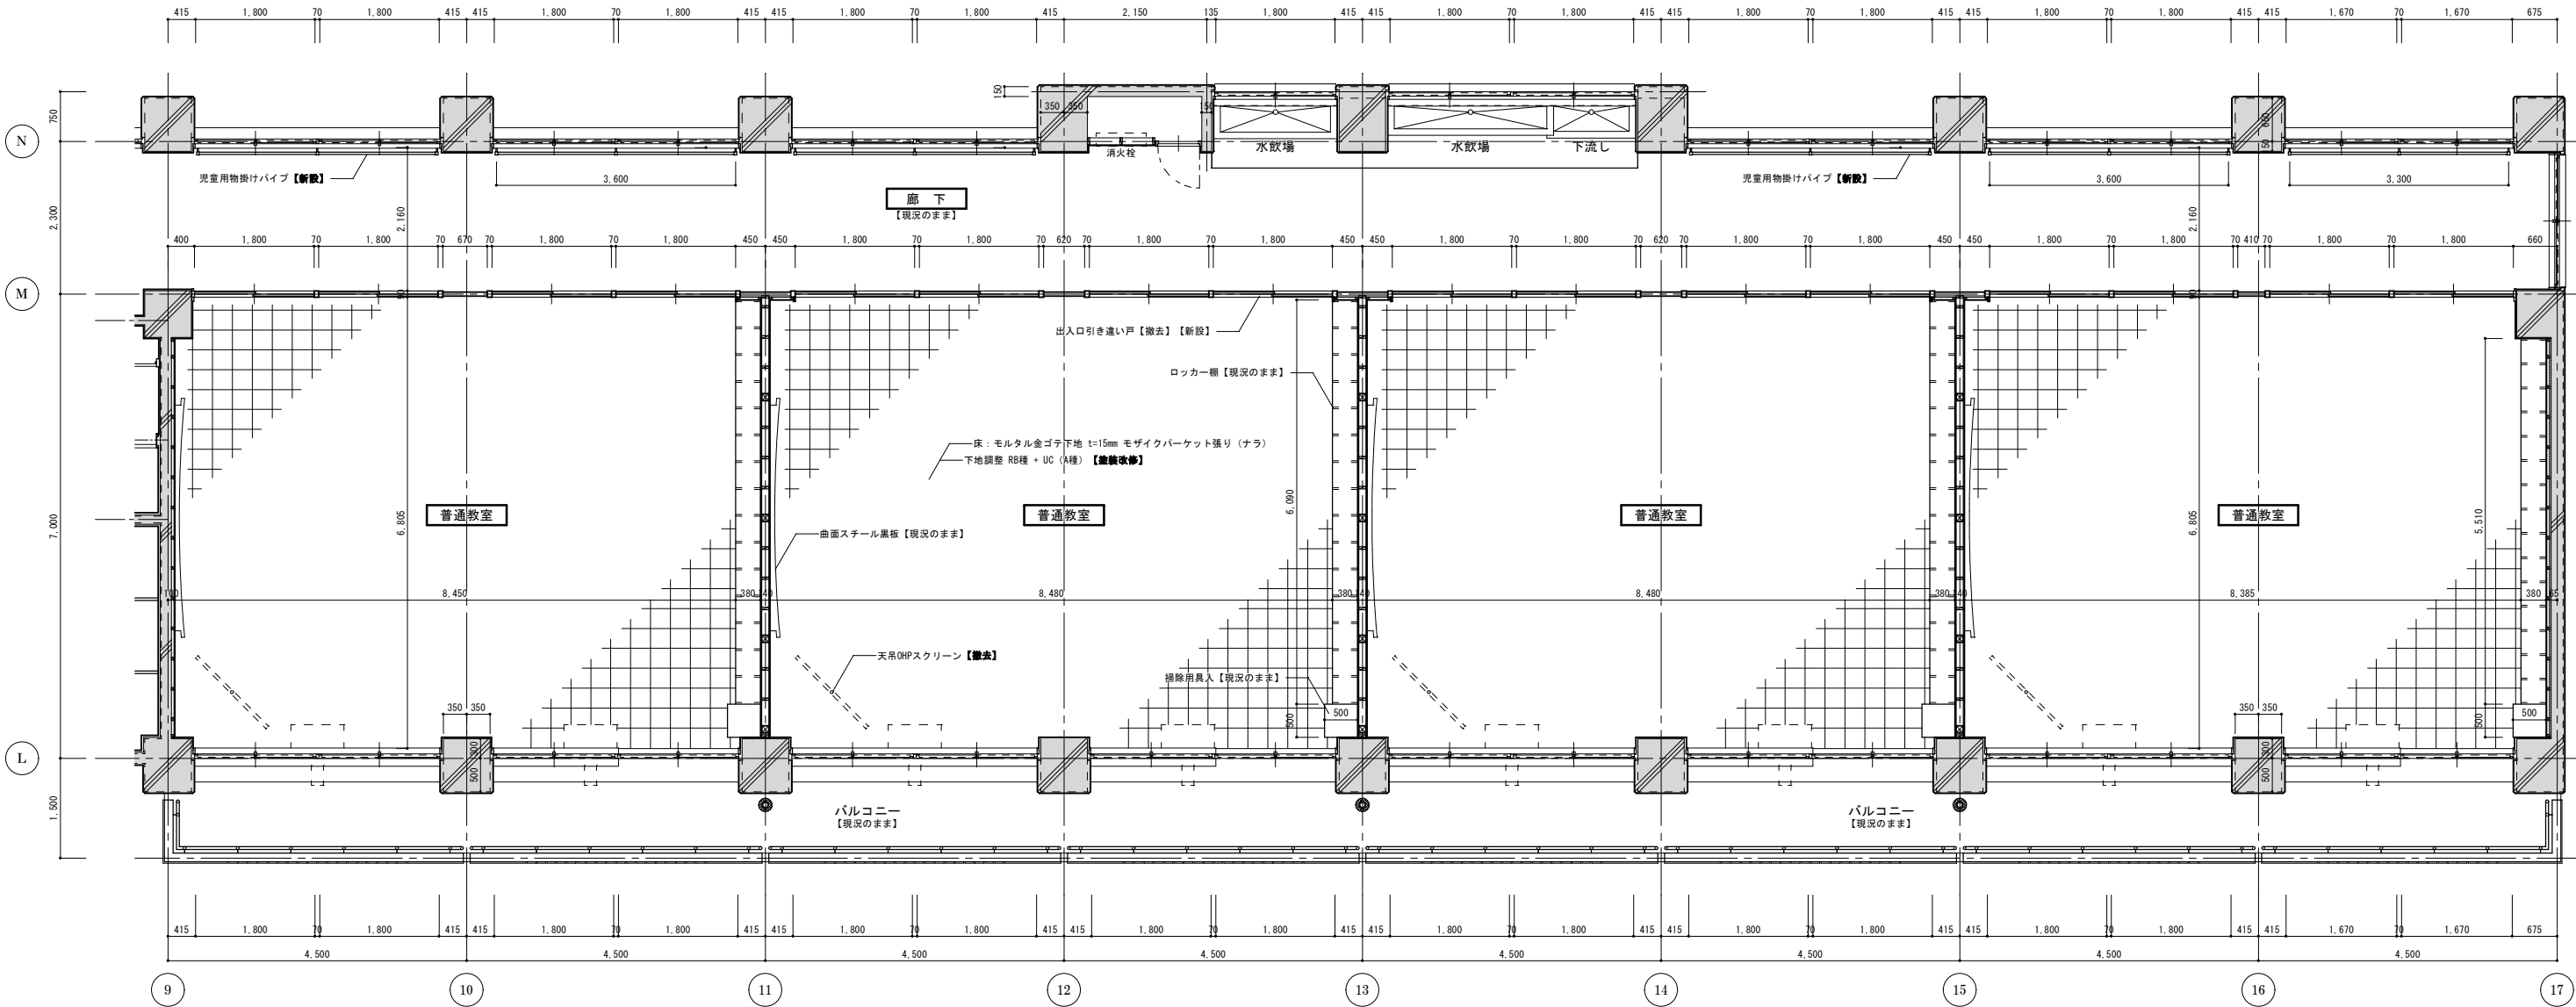 415 415 1,800 70 1,800 415 415 1,800 70 1,800 415 415 1,800 70 1,800 415 415 2,150 135 1,800 415 415 1,800 70 1,800 415 415 1,800 70 1,800 415 415 1,800 70 1,800 415 415 1,670 70 1,670 675
750
150
350 350
150
650
50
N
消火栓
水飲場
水飲場
下流し
児童用物掛けパイプ【新設】
3,600
児童用物掛けパイプ【新設】
3,600
3,300
廊 下
【現況のまま】
2,300
2,160
2,160
400 1,800 70 1,800 70 670 70 1,800 70 1,800 450 450 1,800 70 1,800 70 620 70 1,800 70 1,800 450 450 1,800 70 1,800 70 620 70 1,800 70 1,800 450 450 1,800 70 1,800 70 410 70 1,800 70 1,800 660
M
90
90
出入口引き違い戸【撤去】【新設】
ロッカー棚【現況のまま】
床：モルタル金ゴテ下地 t=15mm モザイクパーケット張り（ナラ）
下地調整 RB種 + UC（A種）【塗装改修】
7,000
6,805
普通教室
普通教室
6,090
普通教室
6,805
普通教室
5,510
曲面スチール黒板【現況のまま】
100 8,450 380 140 8,480 380 140 8,480 380 140 8,385 380 165
天吊OHPスクリーン【撤去】
掃除用具入【現況のまま】
350 350
500
500
350 350
500
500
L
300
500
300
500
1,500
バルコニー
【現況のまま】
バルコニー
【現況のまま】
415 1,800 70 1,800 415 415 1,800 70 1,800 415 415 1,800 70 1,800 415 415 1,800 70 1,800 415 415 1,800 70 1,800 415 415 1,800 70 1,800 415 415 1,800 70 1,800 415 415 1,670 70 1,670 675
4,500 4,500 4,500 4,500 4,500 4,500 4,500 4,500
9 10 11 12 13 14 15 16 17